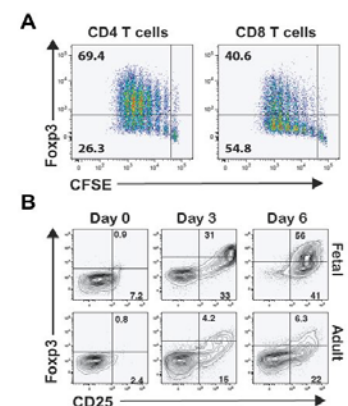 A
CD4 T cells CD8 T cells
69.4 40.6
26.3 54.8
Foxp3
CFSE
B
Day 0 Day 3 Day 6
0.9 31 56
7.2 33 41
Fetal
0.8 4.2 6.3
2.4 15 22
Adult
Foxp3
CD25